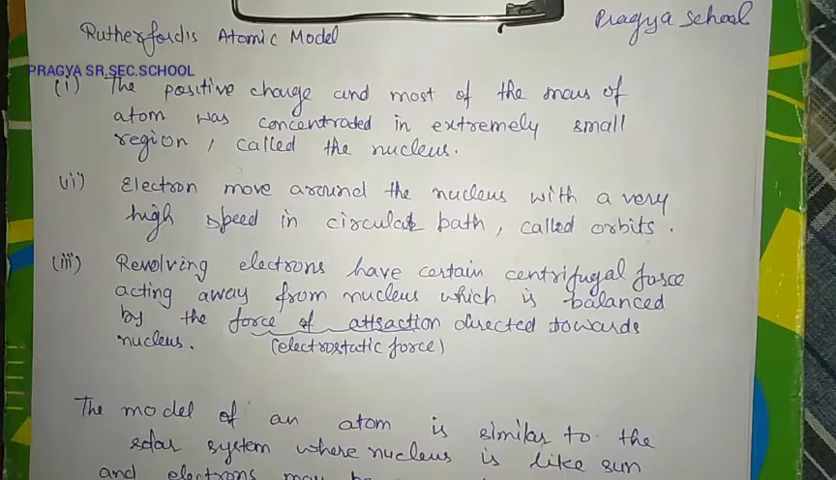 Pragya School
Rutherford's Atomic Model
PRAGYA SR.SEC.SCHOOL
(i) The positive charge and most of the mass of
atom was concentrated in extremely small
region, called the nucleus.
(ii) Electron move around the nucleus with a very
high speed in circular path, called orbits.
(iii) Revolving electrons have certain centrifugal force
acting away from nucleus which is balanced
by the force of attraction directed towards
nucleus. (electrostatic force)
The model of an atom is similar to the
solar system where nucleus is like sun
and electrons may be